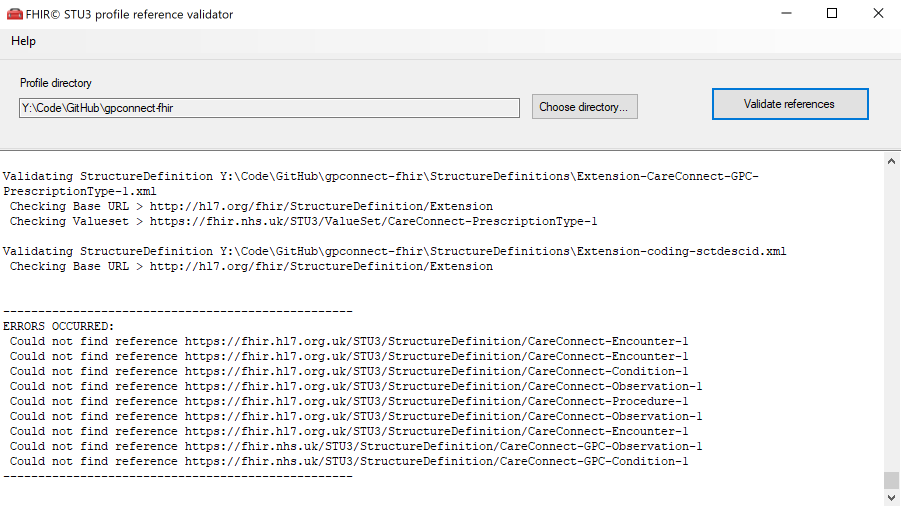 FHIR© STU3 profile reference validator
Help
Profile directory
Y:\Code\GitHub\gpconnect-fhir
Choose directory...
Validate references
Validating StructureDefinition Y:\Code\GitHub\gpconnect-fhir\StructureDefinitions\Extension-CareConnect-GPC-
PrescriptionType-1.xml
Checking Base URL > http://hl7.org/fhir/StructureDefinition/Extension
Checking Valueset > https://fhir.nhs.uk/STU3/ValueSet/CareConnect-PrescriptionType-1
Validating StructureDefinition Y:\Code\GitHub\gpconnect-fhir\StructureDefinitions\Extension-coding-sctdescid.xml
Checking Base URL > http://hl7.org/fhir/StructureDefinition/Extension
--------------------------------------------------
ERRORS OCCURRED:
Could not find reference https://fhir.hl7.org.uk/STU3/StructureDefinition/CareConnect-Encounter-1
Could not find reference https://fhir.hl7.org.uk/STU3/StructureDefinition/CareConnect-Encounter-1
Could not find reference https://fhir.hl7.org.uk/STU3/StructureDefinition/CareConnect-Condition-1
Could not find reference https://fhir.hl7.org.uk/STU3/StructureDefinition/CareConnect-Observation-1
Could not find reference https://fhir.hl7.org.uk/STU3/StructureDefinition/CareConnect-Procedure-1
Could not find reference https://fhir.hl7.org.uk/STU3/StructureDefinition/CareConnect-Observation-1
Could not find reference https://fhir.hl7.org.uk/STU3/StructureDefinition/CareConnect-Encounter-1
Could not find reference https://fhir.nhs.uk/STU3/StructureDefinition/CareConnect-GPC-Observation-1
Could not find reference https://fhir.nhs.uk/STU3/StructureDefinition/CareConnect-GPC-Condition-1
--------------------------------------------------